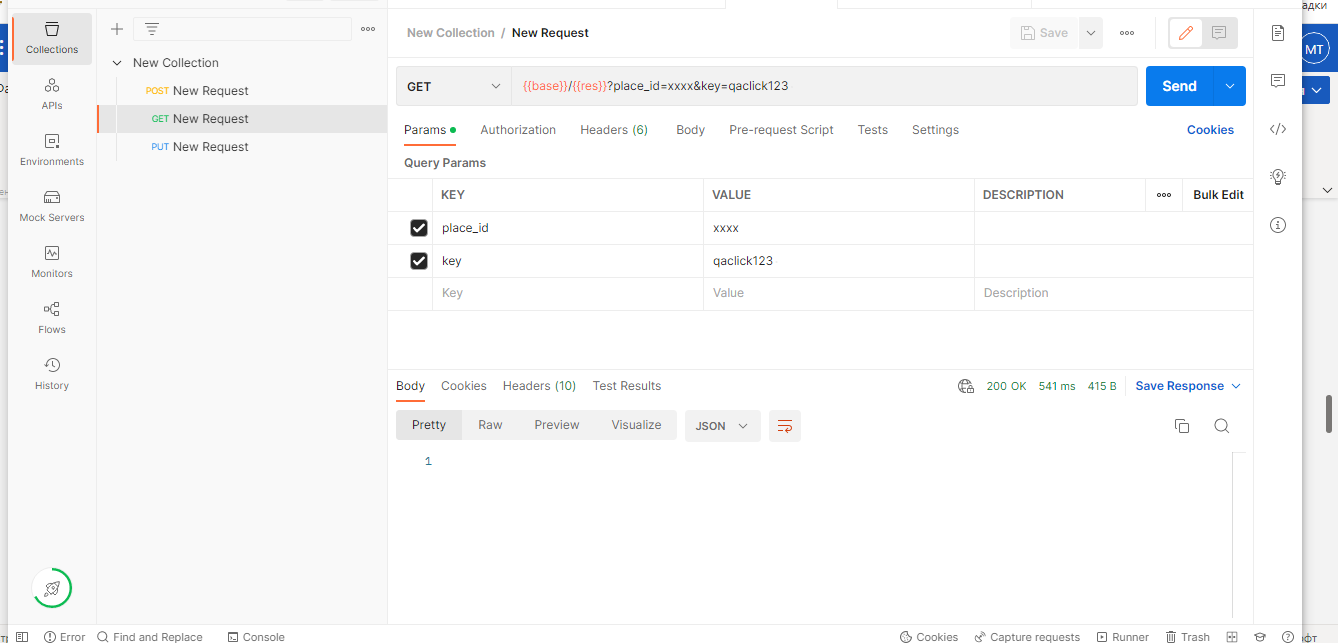 адки
Collections
New Collection / New Request
Save
MT
New Collection
APIs
POST New Request
GET
{{base}}/{{res}}?place_id=xxxx&key=qaclick123
Send
GET New Request
Environments
PUT New Request
Params
Authorization
Headers (6)
Body
Pre-request Script
Tests
Settings
Cookies
Query Params
Mock Servers
KEY
VALUE
DESCRIPTION
Bulk Edit
place_id
xxxx
Monitors
key
qaclick123
Key
Value
Description
Flows
History
Body
Cookies
Headers (10)
Test Results
200 OK
541 ms
415 B
Save Response
Pretty
Raw
Preview
Visualize
JSON
1
Error
Find and Replace
Console
Cookies
Capture requests
Runner
Trash